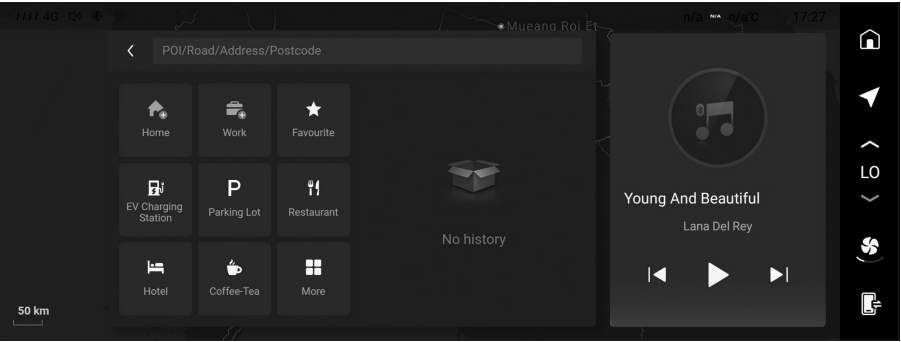 4G
Mueang Roi Et
n/a N/A n/a°C
17:27
POI/Road/Address/Postcode
Home
Work
Favourite
EV Charging
Station
Parking Lot
Restaurant
Hotel
Coffee-Tea
More
No history
Young And Beautiful
Lana Del Rey
LO
50 km